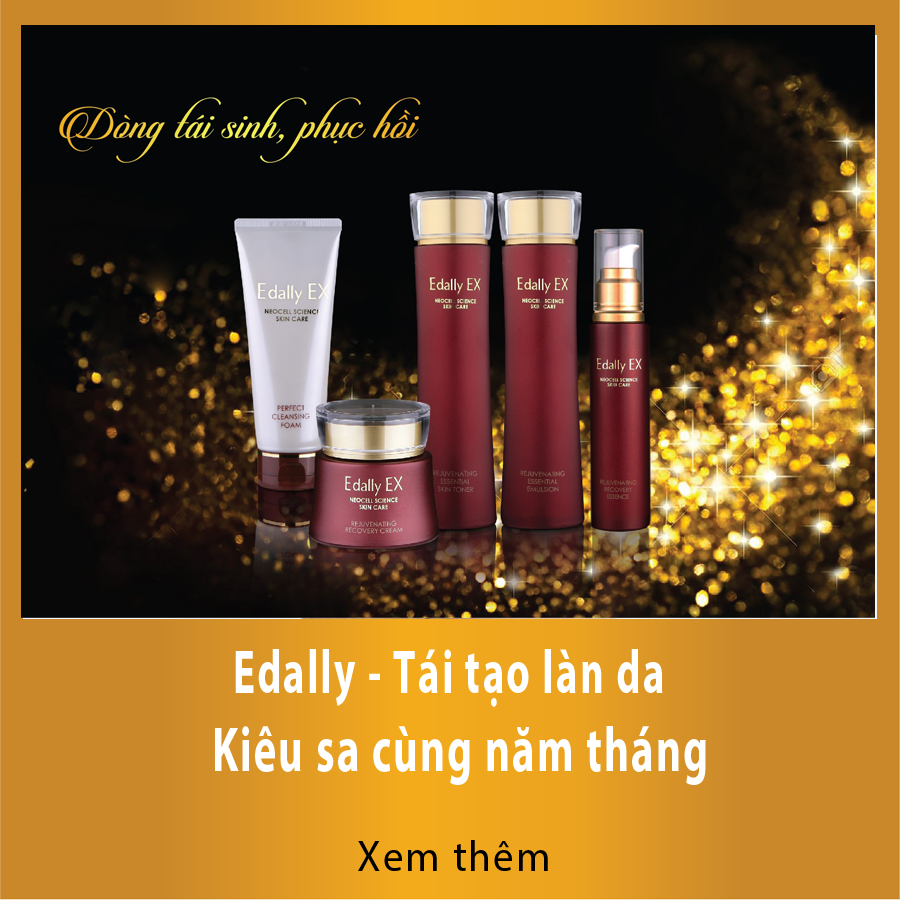 Dòng tái sinh, phục hồi
Edally EX
NEOCELL SCIENCE
SKIN CARE
PERFECT
CLEANSING
FOAM
Edally EX
NEOCELL SCIENCE
SKIN CARE
REJUVENATING
RECOVERY CREAM
Edally EX
NEOCELL SCIENCE
SKIN CARE
REJUVENATING
ESSENTIAL
SKIN TONER
Edally EX
NEOCELL SCIENCE
SKIN CARE
REJUVENATING
ESSENTIAL
EMULSION
Edally EX
NEOCELL SCIENCE
SKIN CARE
REJUVENATING
RECOVERY
ESSENCE
Edally - Tái tạo làn da
Kiêu sa cùng năm tháng
Xem thêm